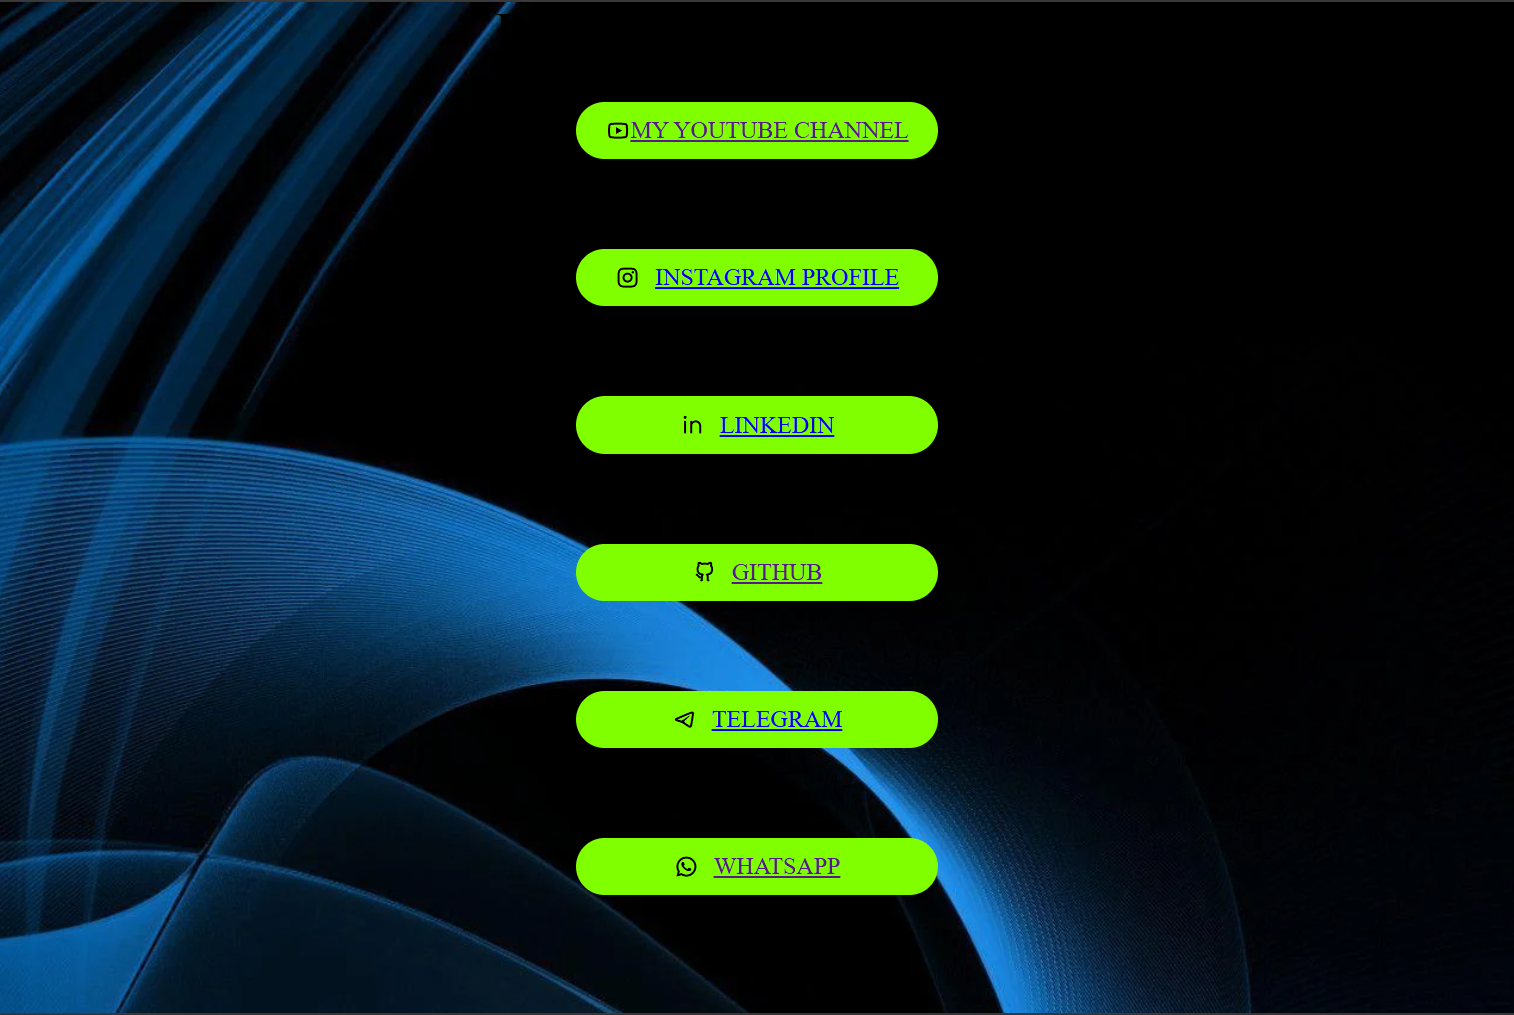 MY YOUTUBE CHANNEL
INSTAGRAM PROFILE
LINKEDIN
GITHUB
TELEGRAM
WHATSAPP